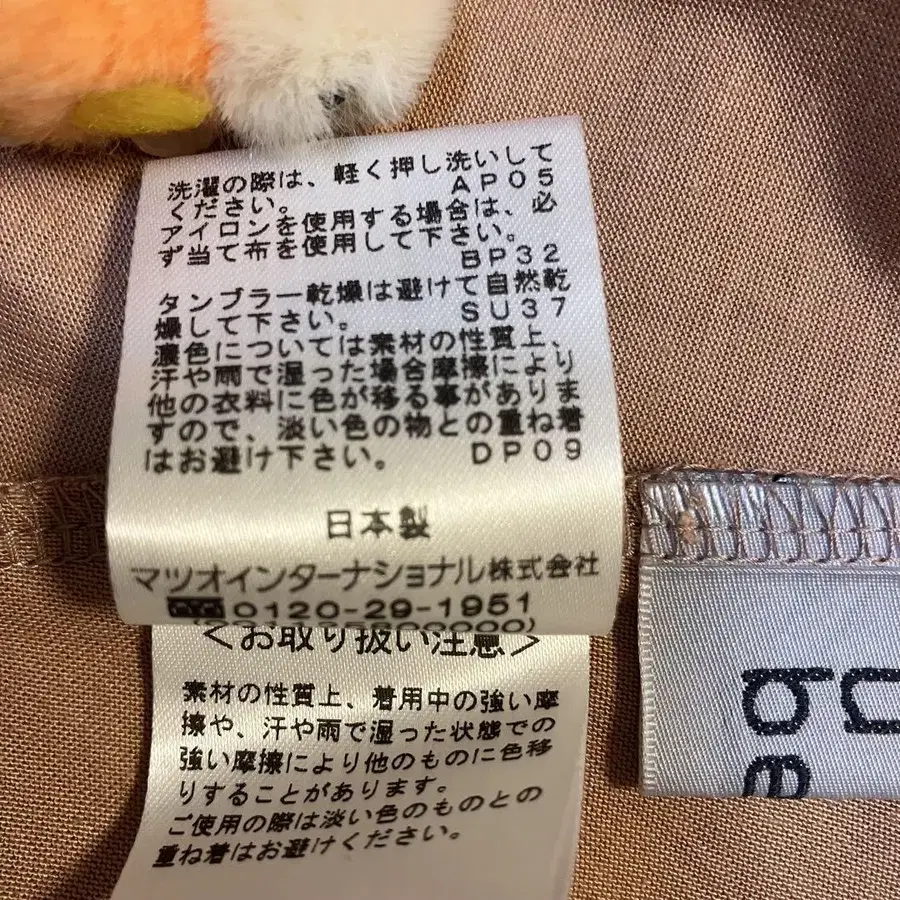 洗濯の際は、軽く押し洗いして
ください。 AP05
アイロンを使用する場合は、必
ず当て布を使用して下さい。
BP32
タンブラー乾燥は避けて自然乾
燥して下さい。 SU37
濃色については素材の性質上、
汗や雨で湿った場合摩擦により
他の衣料に色が移る事がありま
すので、淡い色の物との重ね着
はお避け下さい。 DP09
日本製
マツオインターナショナル株式会社
0120-29-1951
<お取り扱い注意>
素材の性質上、着用中の強い摩
擦や、汗や雨で湿った状態での
強い摩擦により他のものに色移
りすることがあります。
ご使用の際は淡い色のものとの
重ね着はお避けください。